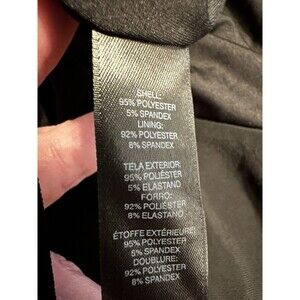 SHELL:
95% POLYESTER
5% SPANDEX
LINING:
92% POLYESTER
8% SPANDEX
TELA EXTERIOR:
95% POLIÉSTER
5% ELASTANO
FORRO:
92% POLIÉSTER
8% ELASTANO
ÉTOFFE EXTÉRIEURE:
95% POLYESTER
5% SPANDEX
DOUBLURE:
92% POLYESTER
8% SPANDEX